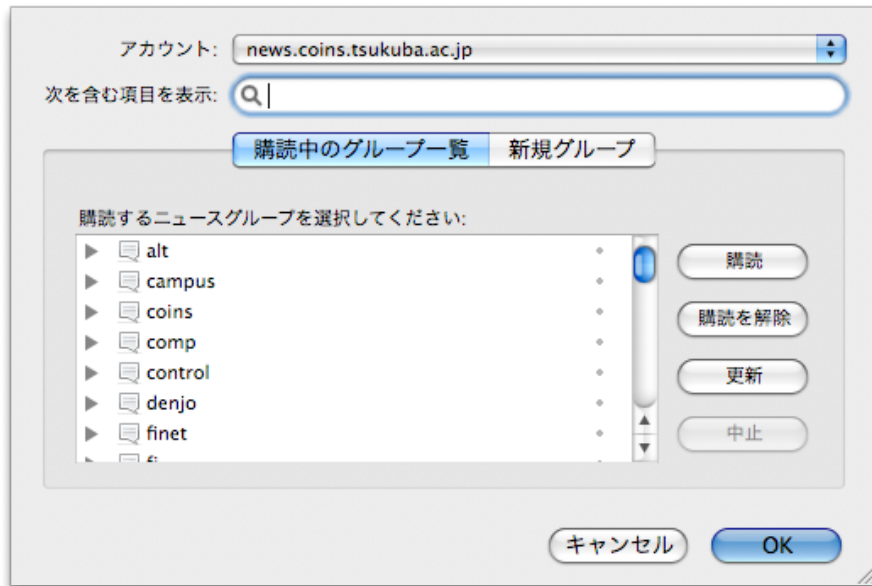 アカウント: news.coins.tsukuba.ac.jp
次を含む項目を表示:
購読中のグループ一覧 新規グループ
購読するニュースグループを選択してください:
alt
campus
coins
comp
control
denjo
finet
購読
購読を解除
更新
中止
キャンセル OK